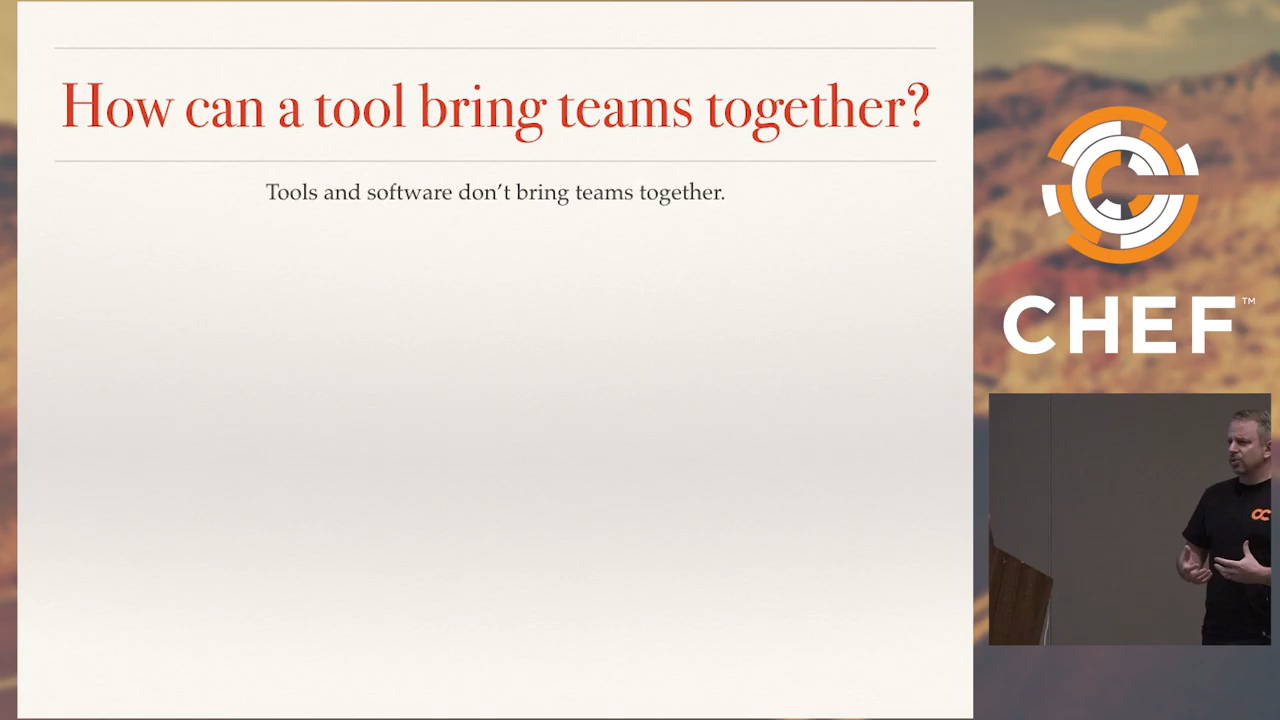 How can a tool bring teams together?
Tools and software don’t bring teams together.
CHEF™